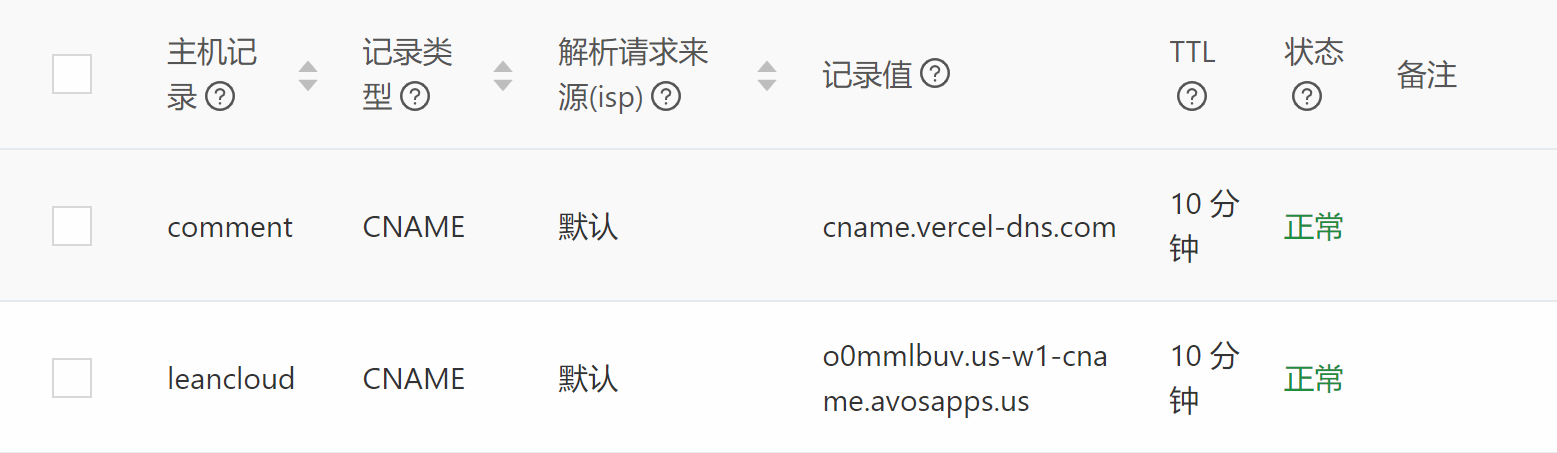 主机记
录
记录类
型
解析请求来
源(isp)
记录值
TTL
状态
备注
comment
CNAME
默认
cname.vercel-dns.com
10 分
钟
正常
leancloud
CNAME
默认
o0mmlbuv.us-w1-cna
me.avosapps.us
10 分
钟
正常